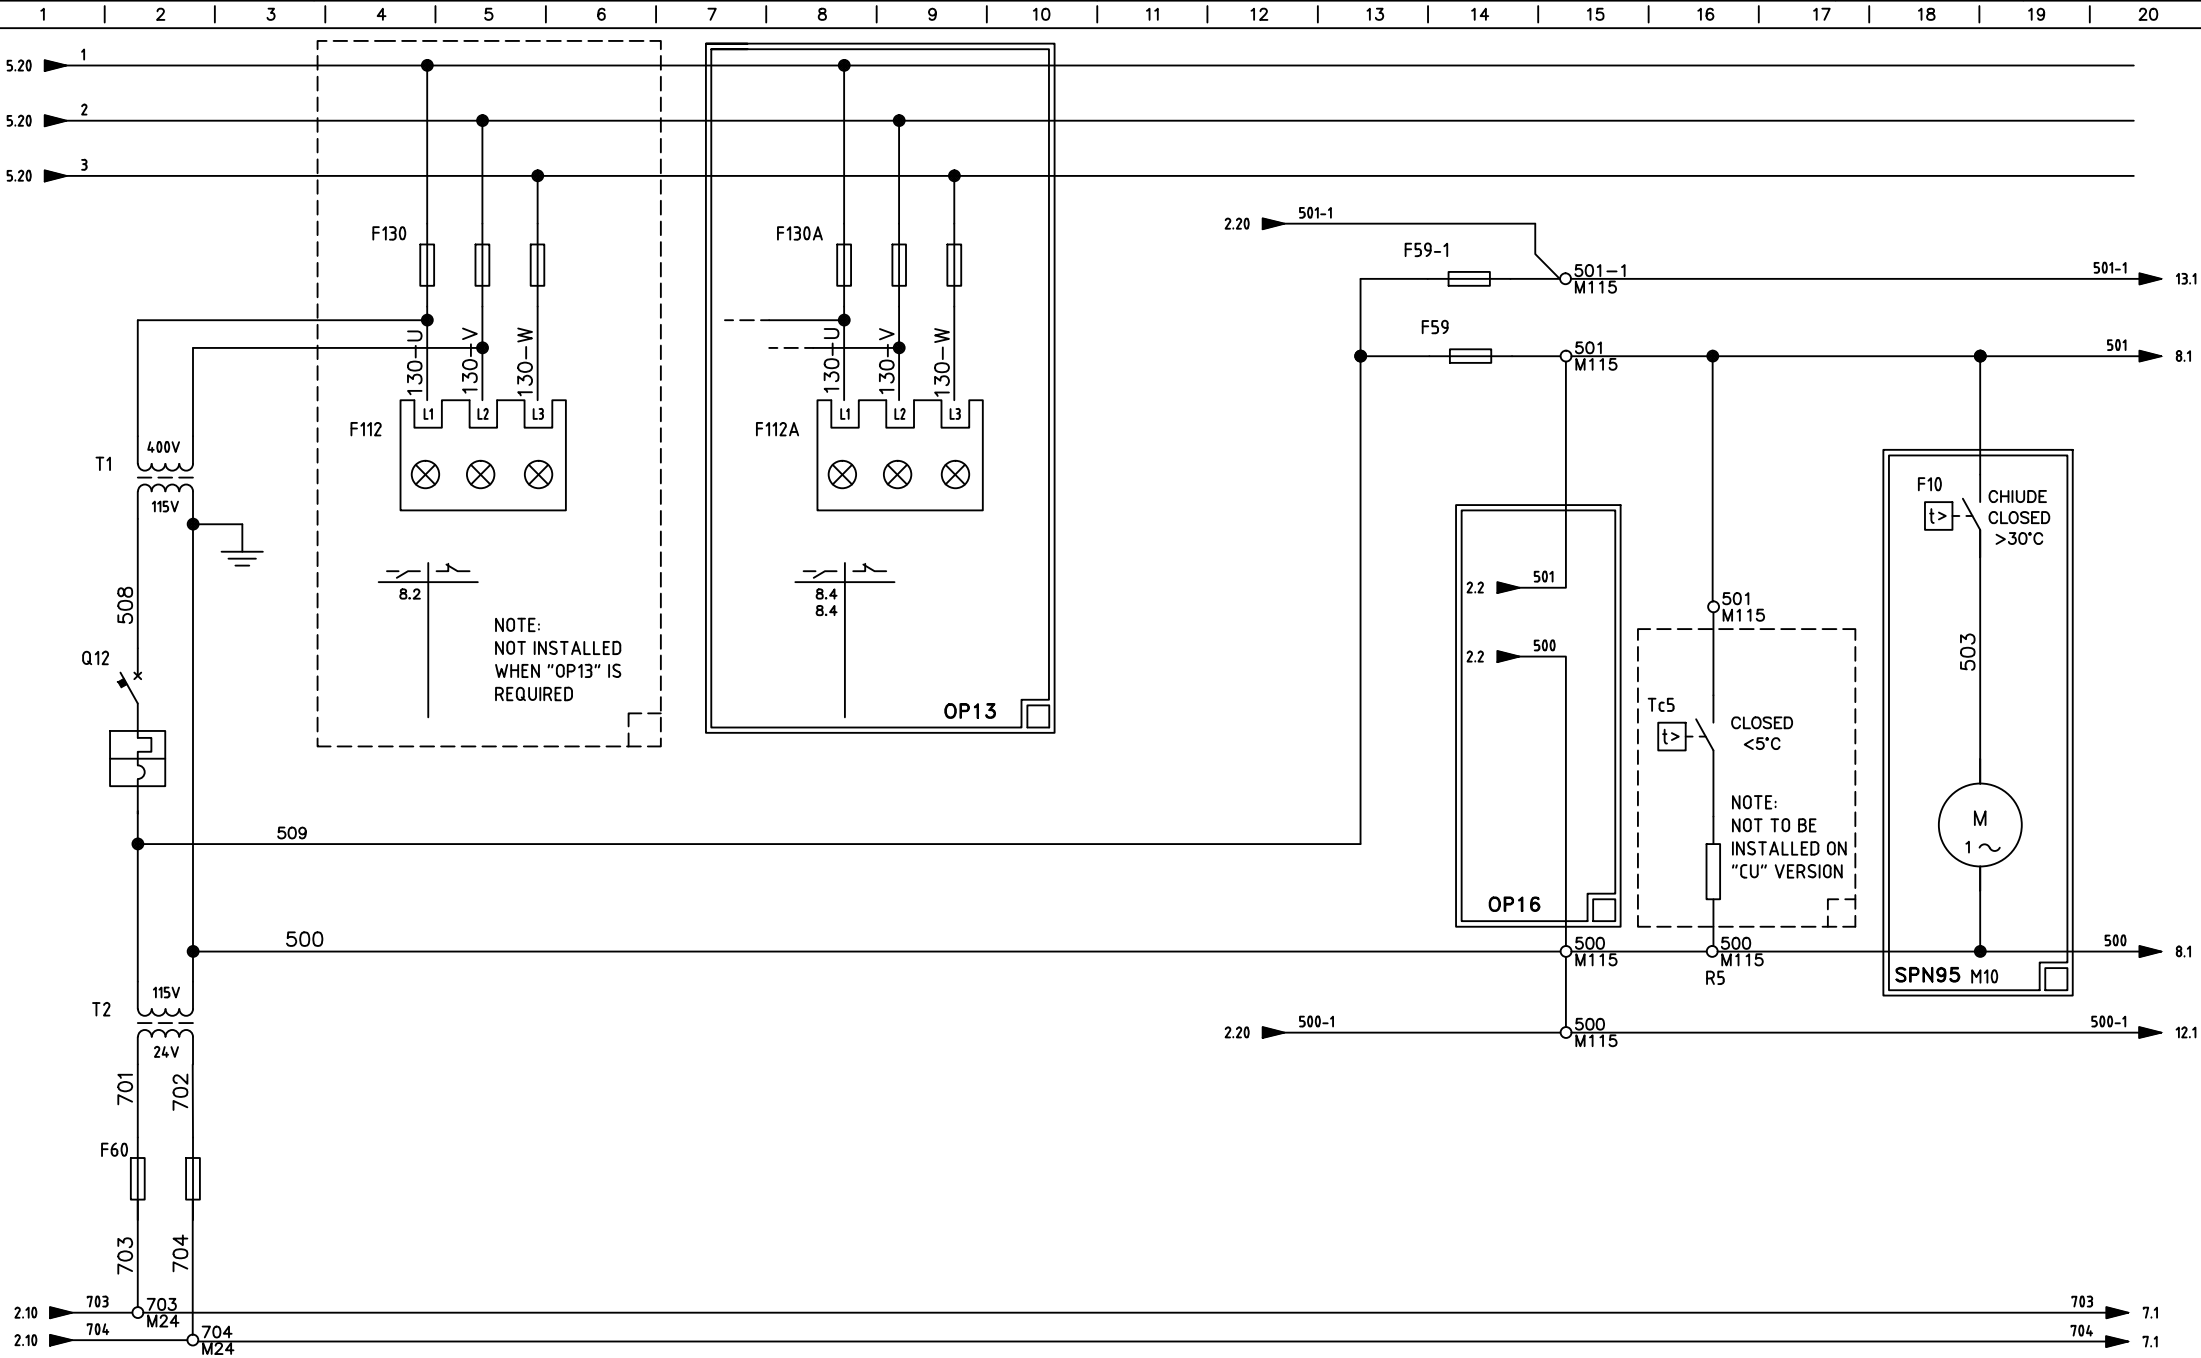 1 2 3 4 5 6 7 8 9 10 11 12 13 14 15 16 17 18 19 20
5.20 1
5.20 2
5.20 3
F130
130-U
130-V
130-W
F112
L1 L2 L3
8.2
NOTE:
NOT INSTALLED
WHEN "OP13" IS
REQUIRED
F130A
130-U
130-V
130-W
F112A
L1 L2 L3
8.4
8.4
OP13
T1
400V
115V
508
Q12
509
500
T2
115V
24V
701
702
F60
703
704
2.10 703
703
M24
2.10 704
704
M24
2.20 501-1
F59-1
501-1
M115
501-1 13.1
F59
501
M115
501 8.1
2.2 501
2.2 500
OP16
501
M115
Tc5
t>
CLOSED
<5°C
NOTE:
NOT TO BE
INSTALLED ON
"CU" VERSION
500
M115
500
M115
R5
F10
t>
CHIUDE
CLOSED
>30°C
503
M
1~
SPN95 M10
500 8.1
2.20 500-1
500
M115
500-1 12.1
703 7.1
704 7.1